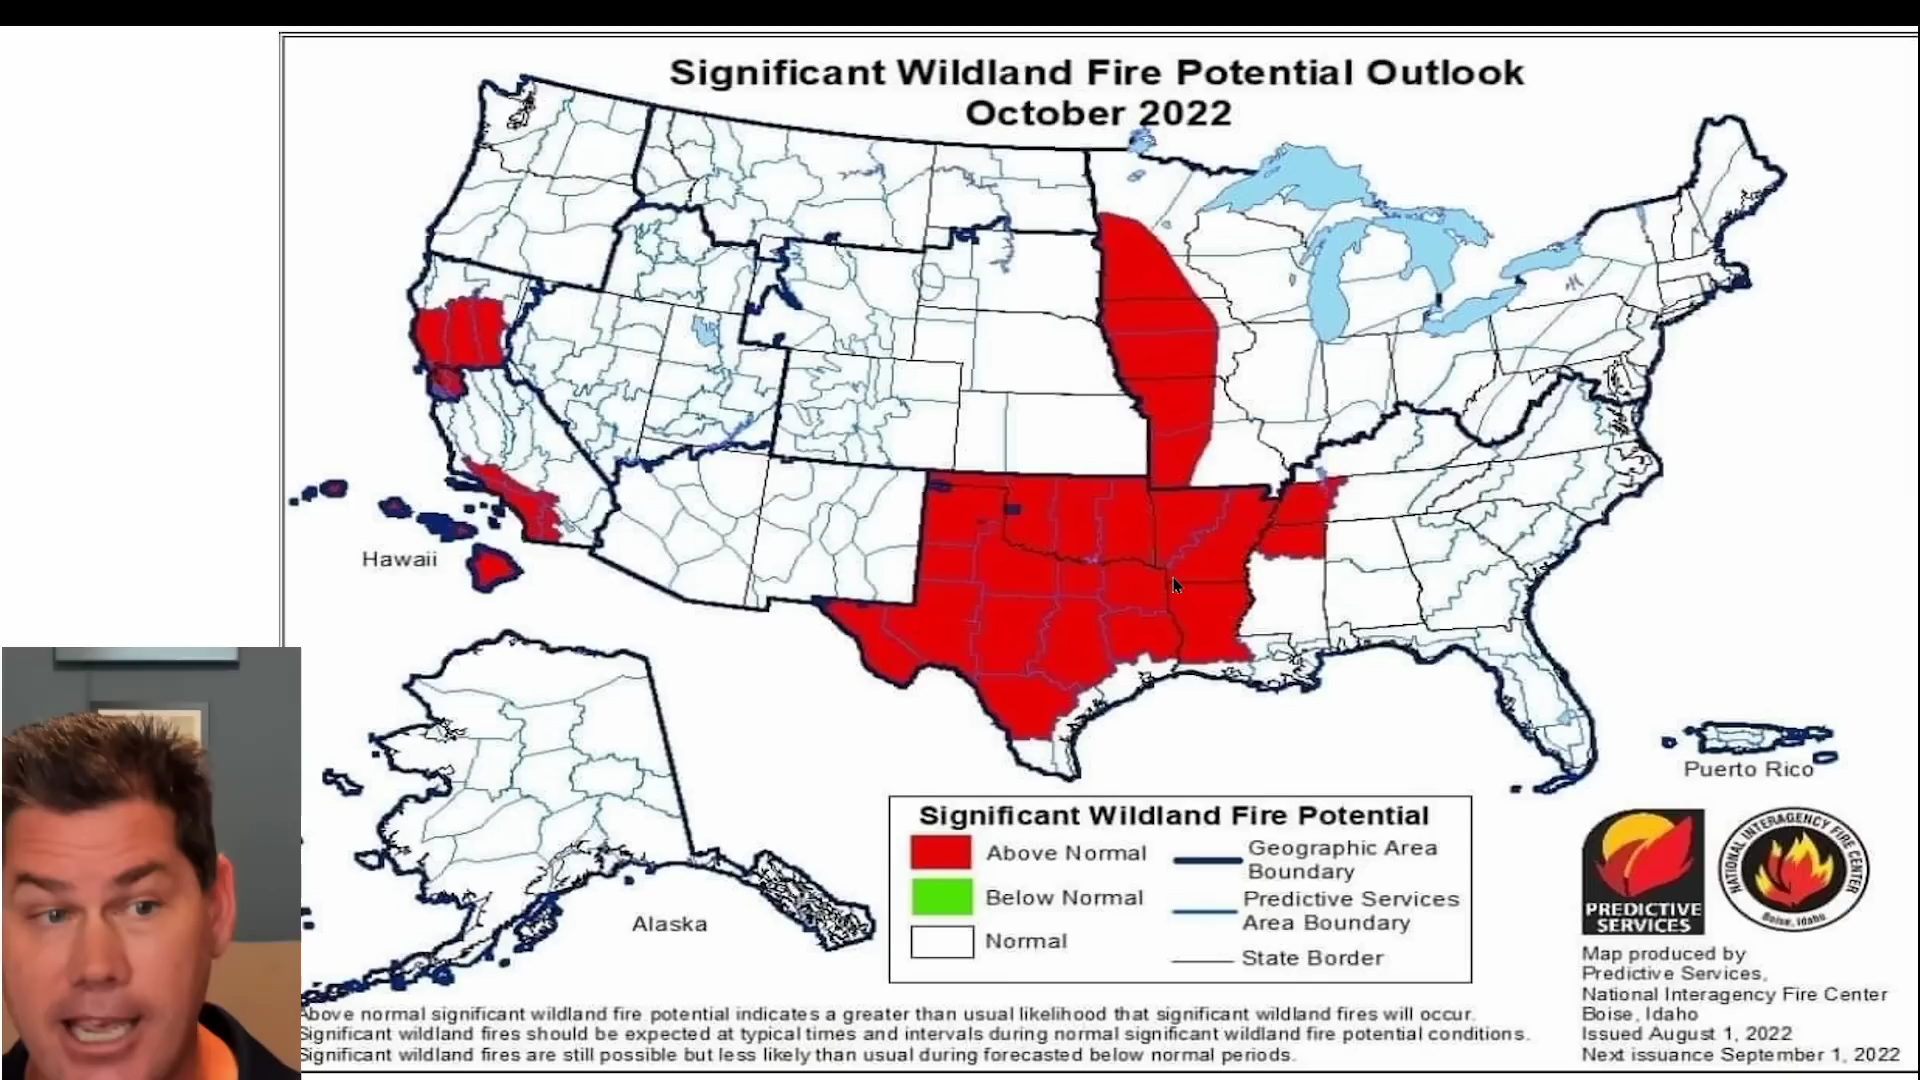 Significant Wildland Fire Potential Outlook
October 2022
Hawaii
Alaska
Puerto Rico
Significant Wildland Fire Potential
Above Normal
Below Normal
Normal
Geographic Area
Boundary
Predictive Services
Area Boundary
State Border
PREDICTIVE
SERVICES
NATIONAL INTERAGENCY FIRE CENTER
Boise, Idaho
Map produced by
Predictive Services,
National Interagency Fire Center
Boise, Idaho
Issued August 1, 2022
Next issuance September 1, 2022
Above normal significant wildland fire potential indicates a greater than usual likelihood that significant wildland fires will occur.
Significant wildland fires should be expected at typical times and intervals during normal significant wildland fire potential conditions.
Significant wildland fires are still possible but less likely than usual during forecasted below normal periods.